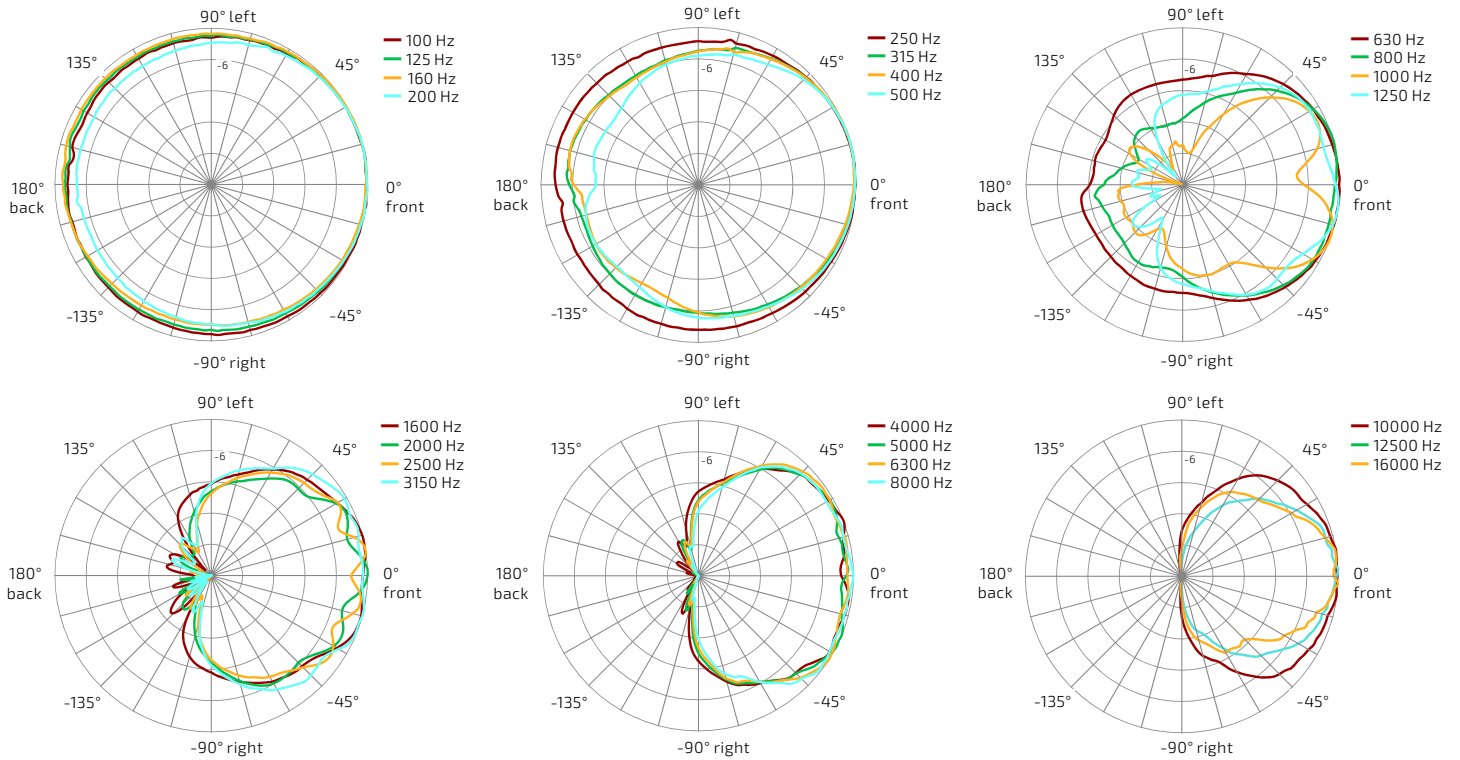 90° left
135°
45°
-6
180°
back
0°
front
-135°
-45°
-90° right
100 Hz
125 Hz
160 Hz
200 Hz
90° left
135°
45°
-6
180°
back
0°
front
-135°
-45°
-90° right
250 Hz
315 Hz
400 Hz
500 Hz
90° left
135°
45°
-6
180°
back
0°
front
-135°
-45°
-90° right
630 Hz
800 Hz
1000 Hz
1250 Hz
90° left
135°
45°
-6
180°
back
0°
front
-135°
-45°
-90° right
1600 Hz
2000 Hz
2500 Hz
3150 Hz
90° left
135°
45°
-6
180°
back
0°
front
-135°
-45°
-90° right
4000 Hz
5000 Hz
6300 Hz
8000 Hz
90° left
135°
45°
-6
180°
back
0°
front
-135°
-45°
-90° right
10000 Hz
12500 Hz
16000 Hz